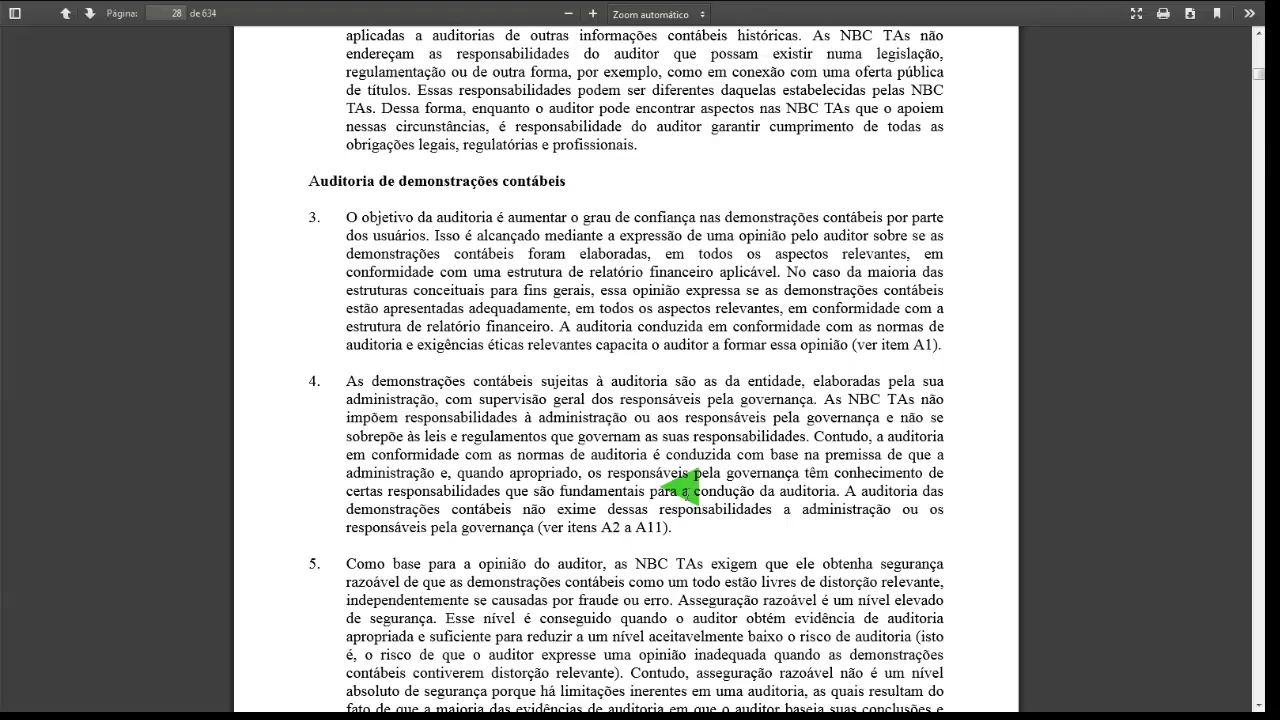 Página: 28 de 634 Zoom automático
aplicadas a auditorias de outras informações contábeis históricas. As NBC TAs não
endereçam as responsabilidades do auditor que possam existir numa legislação,
regulamentação ou de outra forma, por exemplo, como em conexão com uma oferta pública
de títulos. Essas responsabilidades podem ser diferentes daquelas estabelecidas pelas NBC
TAs. Dessa forma, enquanto o auditor pode encontrar aspectos nas NBC TAs que o apoiem
nessas circunstâncias, é responsabilidade do auditor garantir cumprimento de todas as
obrigações legais, regulatórias e profissionais.
Auditoria de demonstrações contábeis
3. O objetivo da auditoria é aumentar o grau de confiança nas demonstrações contábeis por parte
dos usuários. Isso é alcançado mediante a expressão de uma opinião pelo auditor sobre se as
demonstrações contábeis foram elaboradas, em todos os aspectos relevantes, em
conformidade com uma estrutura de relatório financeiro aplicável. No caso da maioria das
estruturas conceituais para fins gerais, essa opinião expressa se as demonstrações contábeis
estão apresentadas adequadamente, em todos os aspectos relevantes, em conformidade com a
estrutura de relatório financeiro. A auditoria conduzida em conformidade com as normas de
auditoria e exigências éticas relevantes capacita o auditor a formar essa opinião (ver item A1).
4. As demonstrações contábeis sujeitas à auditoria são as da entidade, elaboradas pela sua
administração, com supervisão geral dos responsáveis pela governança. As NBC TAs não
impõem responsabilidades à administração ou aos responsáveis pela governança e não se
sobrepõe às leis e regulamentos que governam as suas responsabilidades. Contudo, a auditoria
em conformidade com as normas de auditoria é conduzida com base na premissa de que a
administração e, quando apropriado, os responsáveis pela governança têm conhecimento de
certas responsabilidades que são fundamentais para a condução da auditoria. A auditoria das
demonstrações contábeis não exime dessas responsabilidades a administração ou os
responsáveis pela governança (ver itens A2 a A11).
5. Como base para a opinião do auditor, as NBC TAs exigem que ele obtenha segurança
razoável de que as demonstrações contábeis como um todo estão livres de distorção relevante,
independentemente se causadas por fraude ou erro. Asseguração razoável é um nível elevado
de segurança. Esse nível é conseguido quando o auditor obtém evidência de auditoria
apropriada e suficiente para reduzir a um nível aceitavelmente baixo o risco de auditoria (isto
é, o risco de que o auditor expresse uma opinião inadequada quando as demonstrações
contábeis contiverem distorção relevante). Contudo, asseguração razoável não é um nível
absoluto de segurança porque há limitações inerentes em uma auditoria, as quais resultam do
fato de que a maioria das evidências de auditoria em que o auditor baseia suas conclusões e